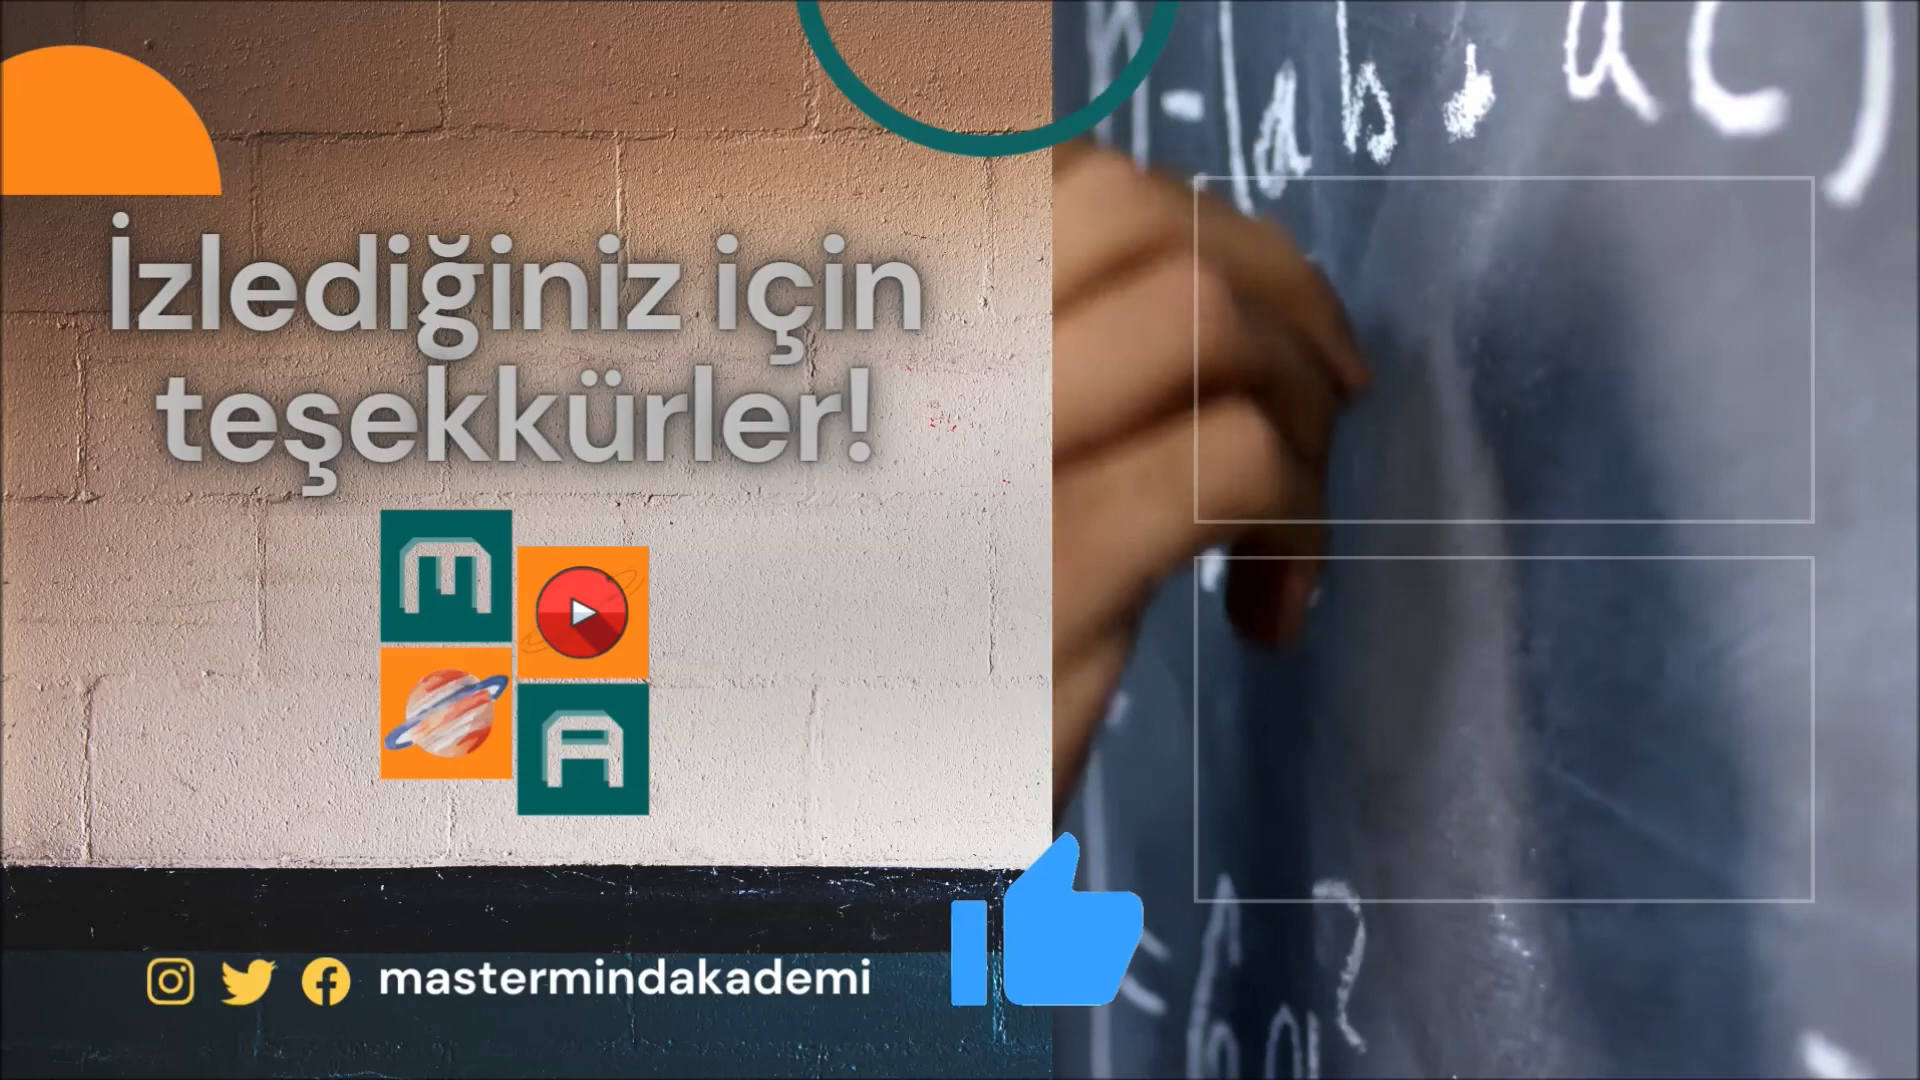 İzlediğiniz için
teşekkürler!
M
A
mastermindakademi